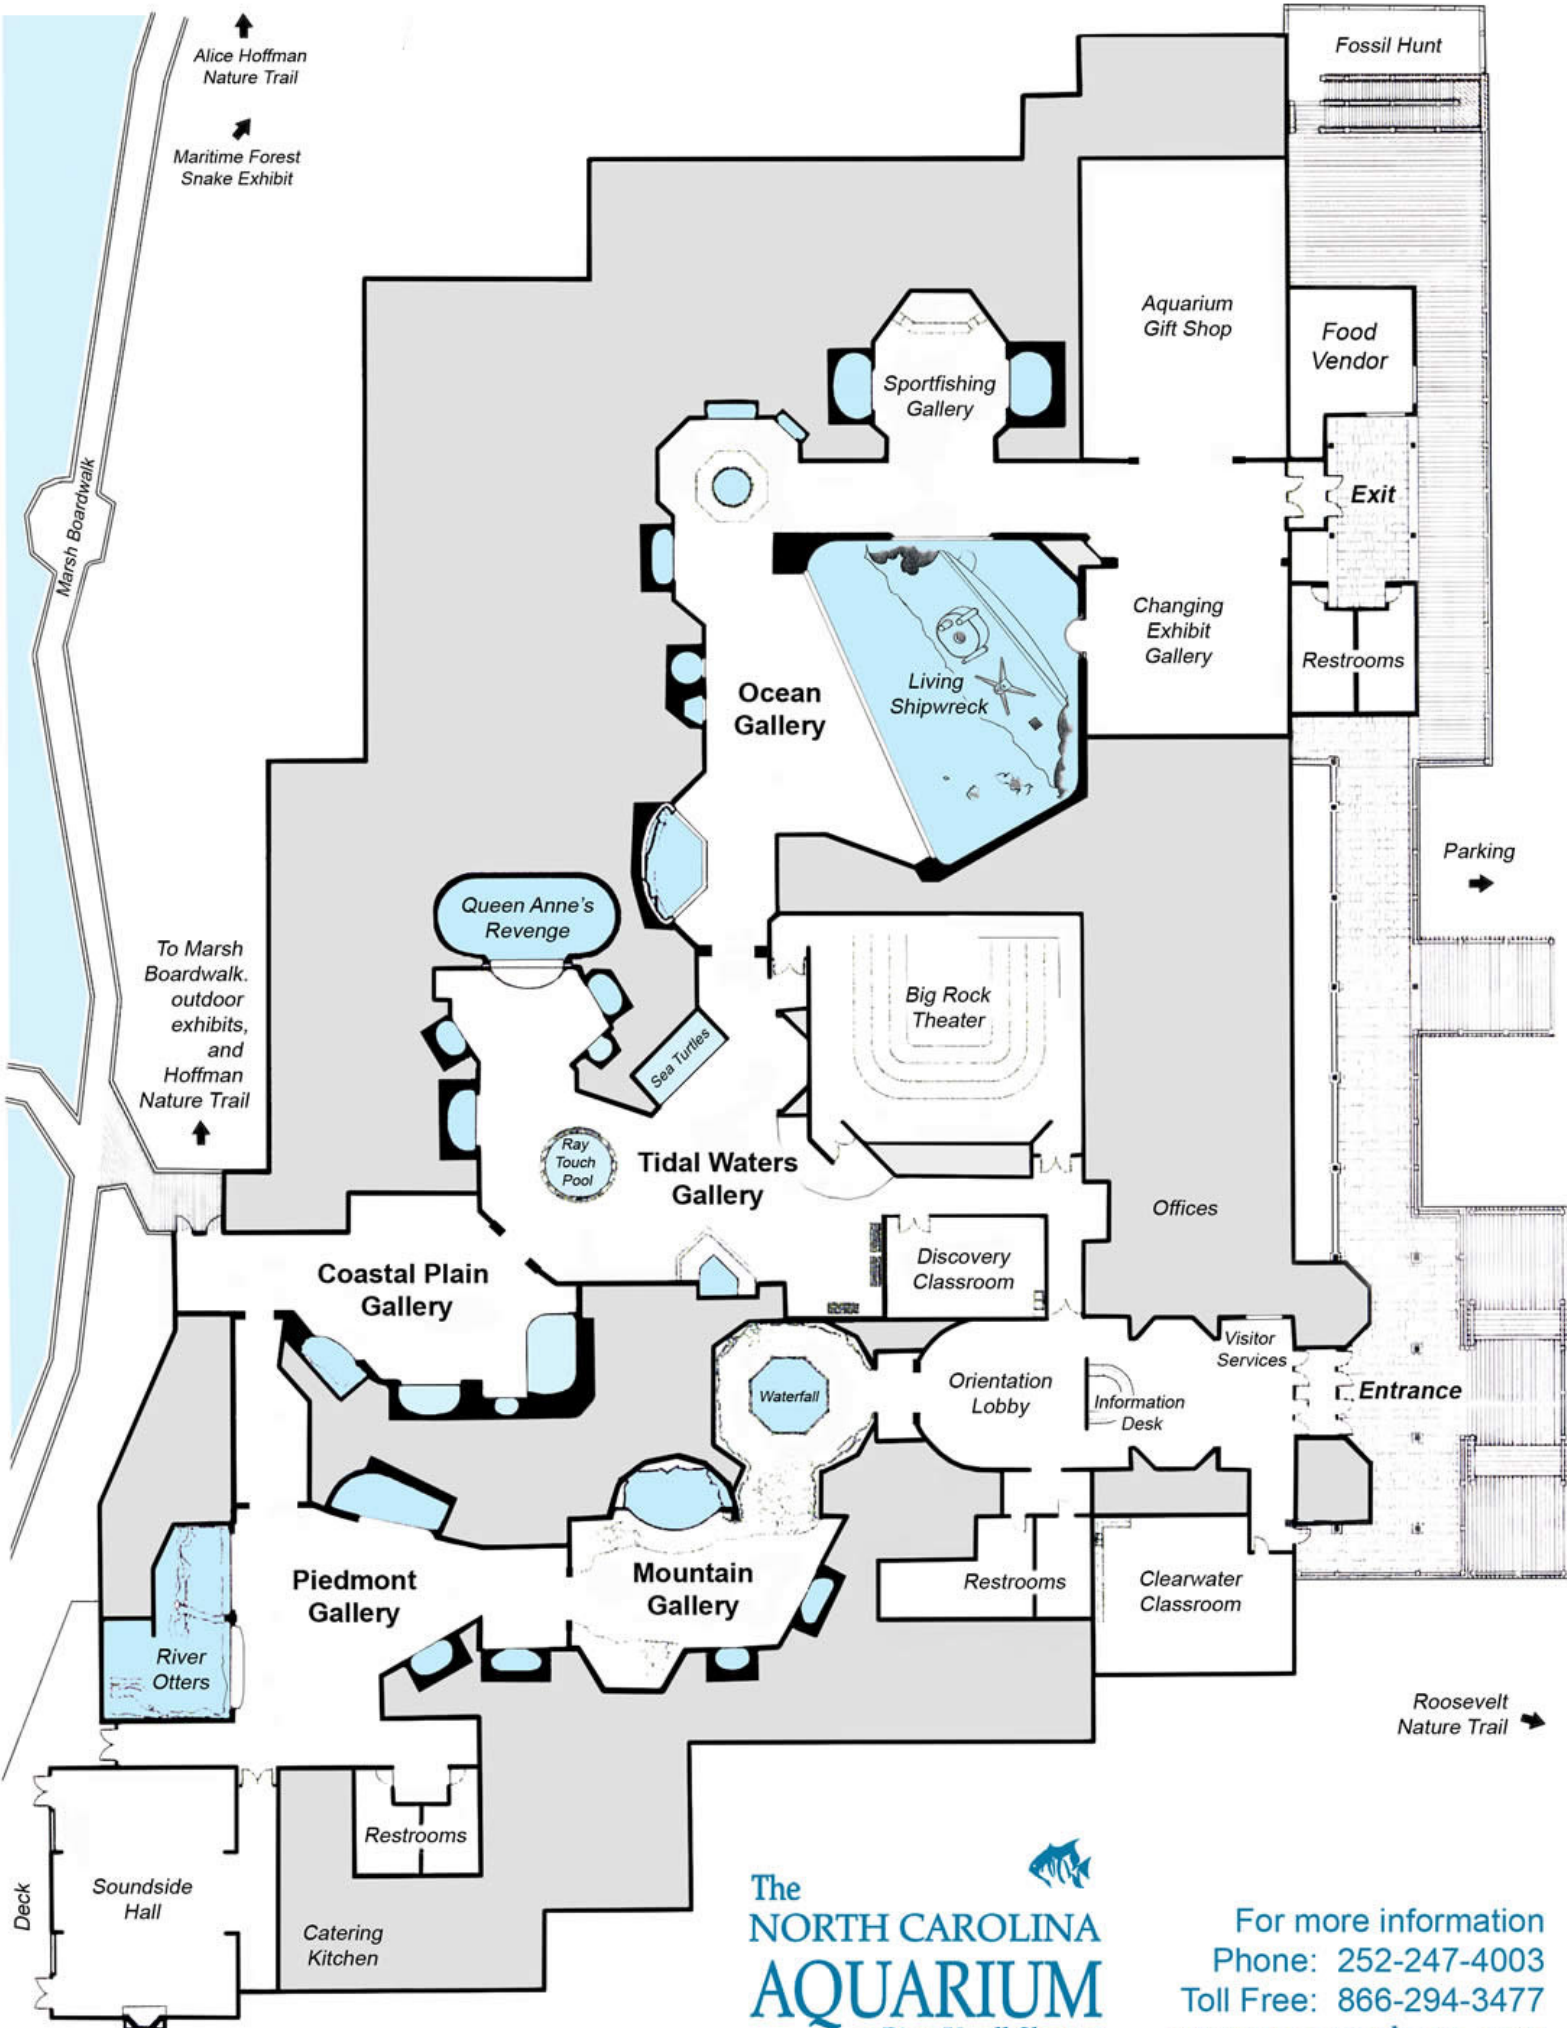 Alice Hoffman
Nature Trail
Maritime Forest
Snake Exhibit
Fossil Hunt
Aquarium
Gift Shop
Food
Vendor
Sportfishing
Gallery
Exit
Marsh Boardwalk
Changing
Exhibit
Gallery
Restrooms
Living
Shipwreck
Ocean
Gallery
Parking
Queen Anne's
Revenge
To Marsh
Boardwalk.
outdoor
exhibits,
and
Hoffman
Nature Trail
Big Rock
Theater
Sea Turtles
Ray
Touch
Pool
Tidal Waters
Gallery
Offices
Discovery
Classroom
Coastal Plain
Gallery
Visitor
Services
Waterfall
Orientation
Lobby
Information
Desk
Entrance
Piedmont
Gallery
Mountain
Gallery
Restrooms
Clearwater
Classroom
River
Otters
Roosevelt
Nature Trail
Restrooms
Deck
Soundside
Hall
Catering
Kitchen
The
NORTH CAROLINA
AQUARIUM
For more information
Phone: 252-247-4003
Toll Free: 866-294-3477